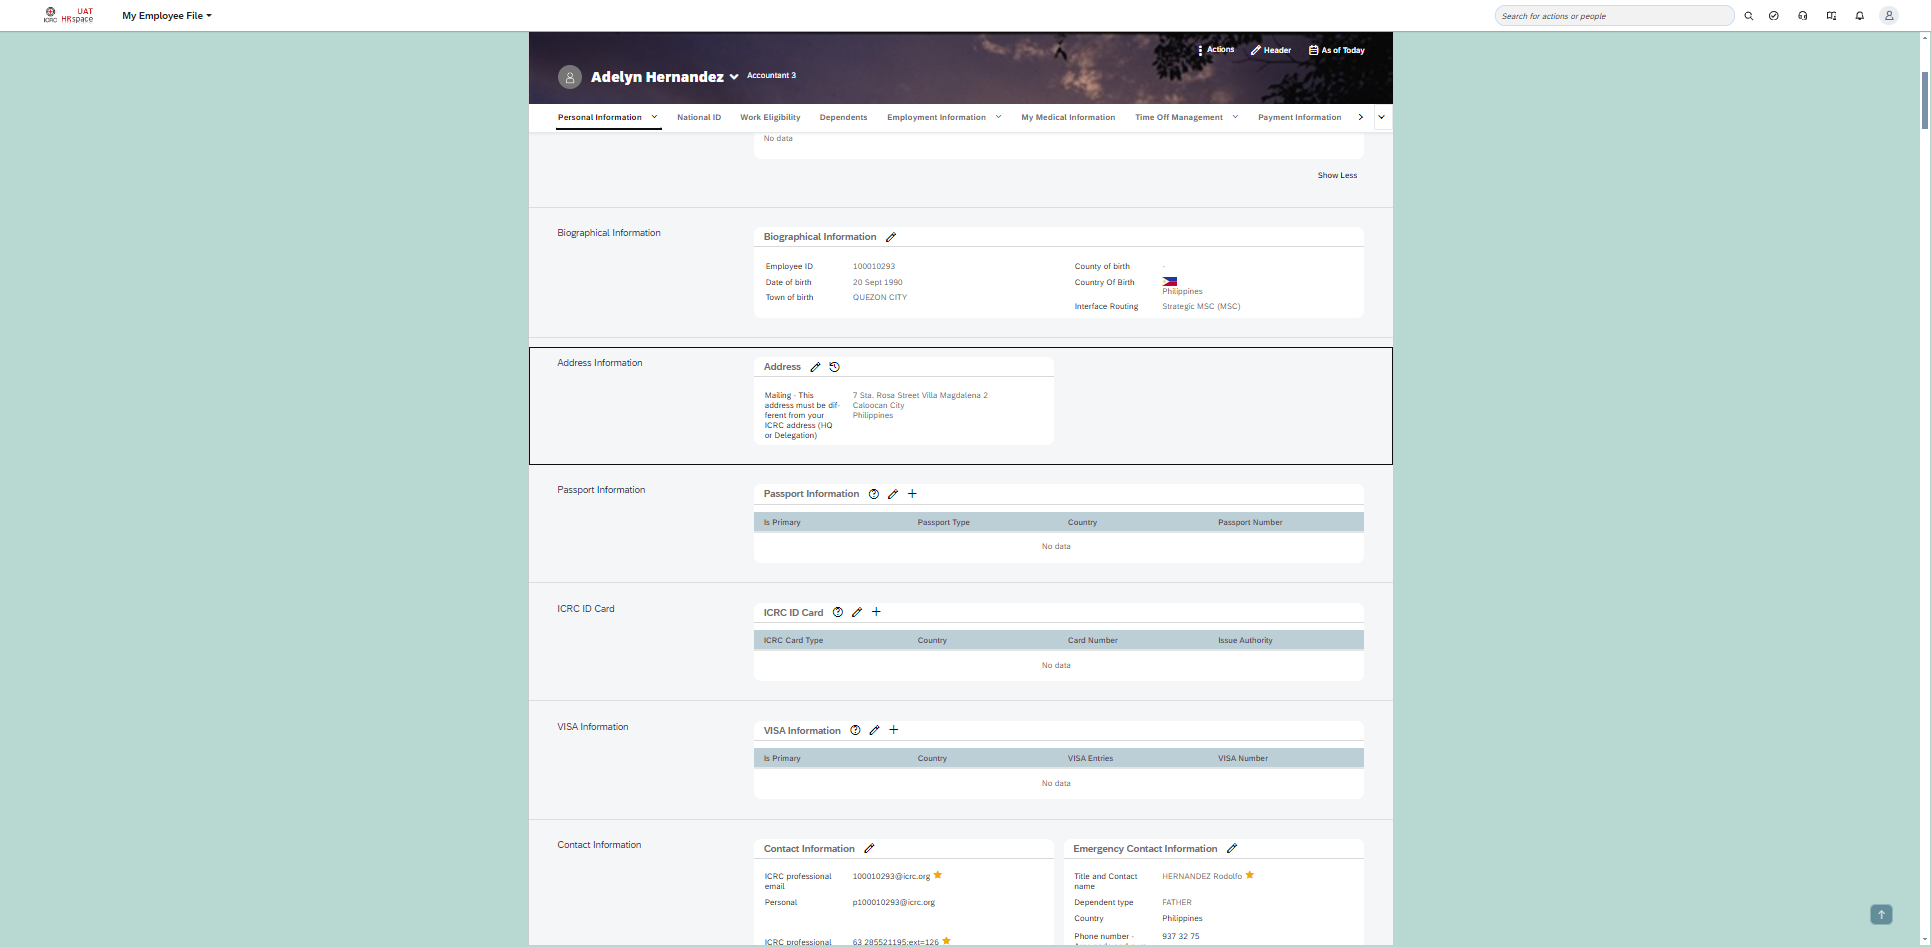 ICRC
UAT
HRspace
My Employee File
Search for actions or people
Actions
Header
As of Today
Adelyn Hernandez
Accountant 3
Personal Information
National ID
Work Eligibility
Dependents
Employment Information
My Medical Information
Time Off Management
Payment Information
No data
Show Less
Biographical Information
Biographical Information
Employee ID
100010293
Date of birth
20 Sept 1990
Town of birth
QUEZON CITY
County of birth
-
Country Of Birth
Philippines
Interface Routing
Strategic MSC (MSC)
Address Information
Address
Mailing - This
address must be dif-
ferent from your
ICRC address (HQ
or Delegation)
7 Sta. Rosa Street Villa Magdalena 2
Caloocan City
Philippines
Passport Information
Passport Information
Is Primary
Passport Type
Country
Passport Number
No data
ICRC ID Card
ICRC ID Card
ICRC Card Type
Country
Card Number
Issue Authority
No data
VISA Information
VISA Information
Is Primary
Country
VISA Entries
VISA Number
No data
Contact Information
Contact Information
ICRC professional
email
100010293@icrc.org
Personal
p100010293@icrc.org
ICRC professional
63 285521195;ext=126
Emergency Contact Information
Title and Contact
name
HERNANDEZ Rodolfo
Dependent type
FATHER
Country
Philippines
Phone number -
937 32 75